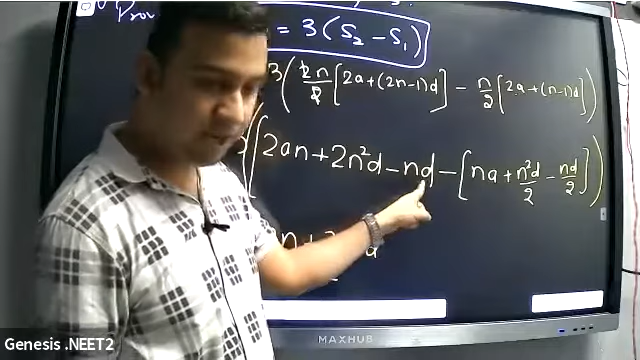 Prov
= 3 (S₂ - S₁)
3 ( 2n/2 [2a+(2n-1)d] - n/2 [2a+(n-1)d] )
( 2an + 2n²d - nd - [ na + n²d/2 - nd/2 ] )
n +
MAXHUB
Genesis .NEET2